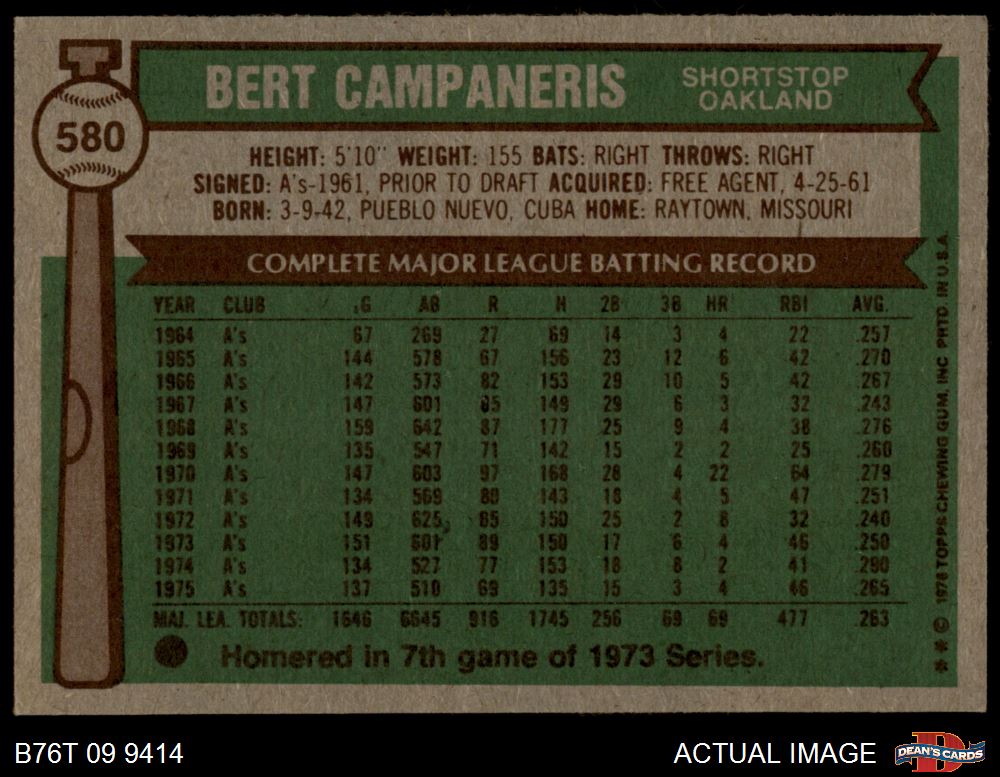 BERT CAMPANERIS
SHORTSTOP
OAKLAND
580
HEIGHT: 5'10" WEIGHT: 155 BATS: RIGHT THROWS: RIGHT
SIGNED: A's-1961, PRIOR TO DRAFT ACQUIRED: FREE AGENT, 4-25-61
BORN: 3-9-42, PUEBLO NUEVO, CUBA HOME: RAYTOWN, MISSOURI
COMPLETE MAJOR LEAGUE BATTING RECORD
YEAR CLUB G AB R H 2B 3B HR RBI AVG.
1964 A's 67 269 27 69 14 3 4 22 .257
1965 A's 144 578 67 156 23 12 6 42 .270
1966 A's 142 573 82 153 29 10 5 42 .267
1967 A's 147 601 85 149 29 6 3 32 .243
1968 A's 159 642 87 177 25 9 4 38 .276
1969 A's 135 547 71 142 15 2 2 25 .260
1970 A's 147 603 97 168 28 4 22 64 .279
1971 A's 134 569 80 143 18 4 5 47 .251
1972 A's 149 625 85 150 25 2 8 32 .240
1973 A's 151 601 89 150 17 6 4 46 .250
1974 A's 134 527 77 153 18 8 2 41 .290
1975 A's 137 510 69 135 15 3 4 46 .265
MAJ. LEA. TOTALS: 1646 6645 916 1745 256 69 69 477 .263
Homered in 7th game of 1973 Series.
** © 1976 TOPPS CHEWING GUM, INC. PRTD. IN U.S.A.
B76T 09 9414
ACTUAL IMAGE
D
DEAN'S CARDS